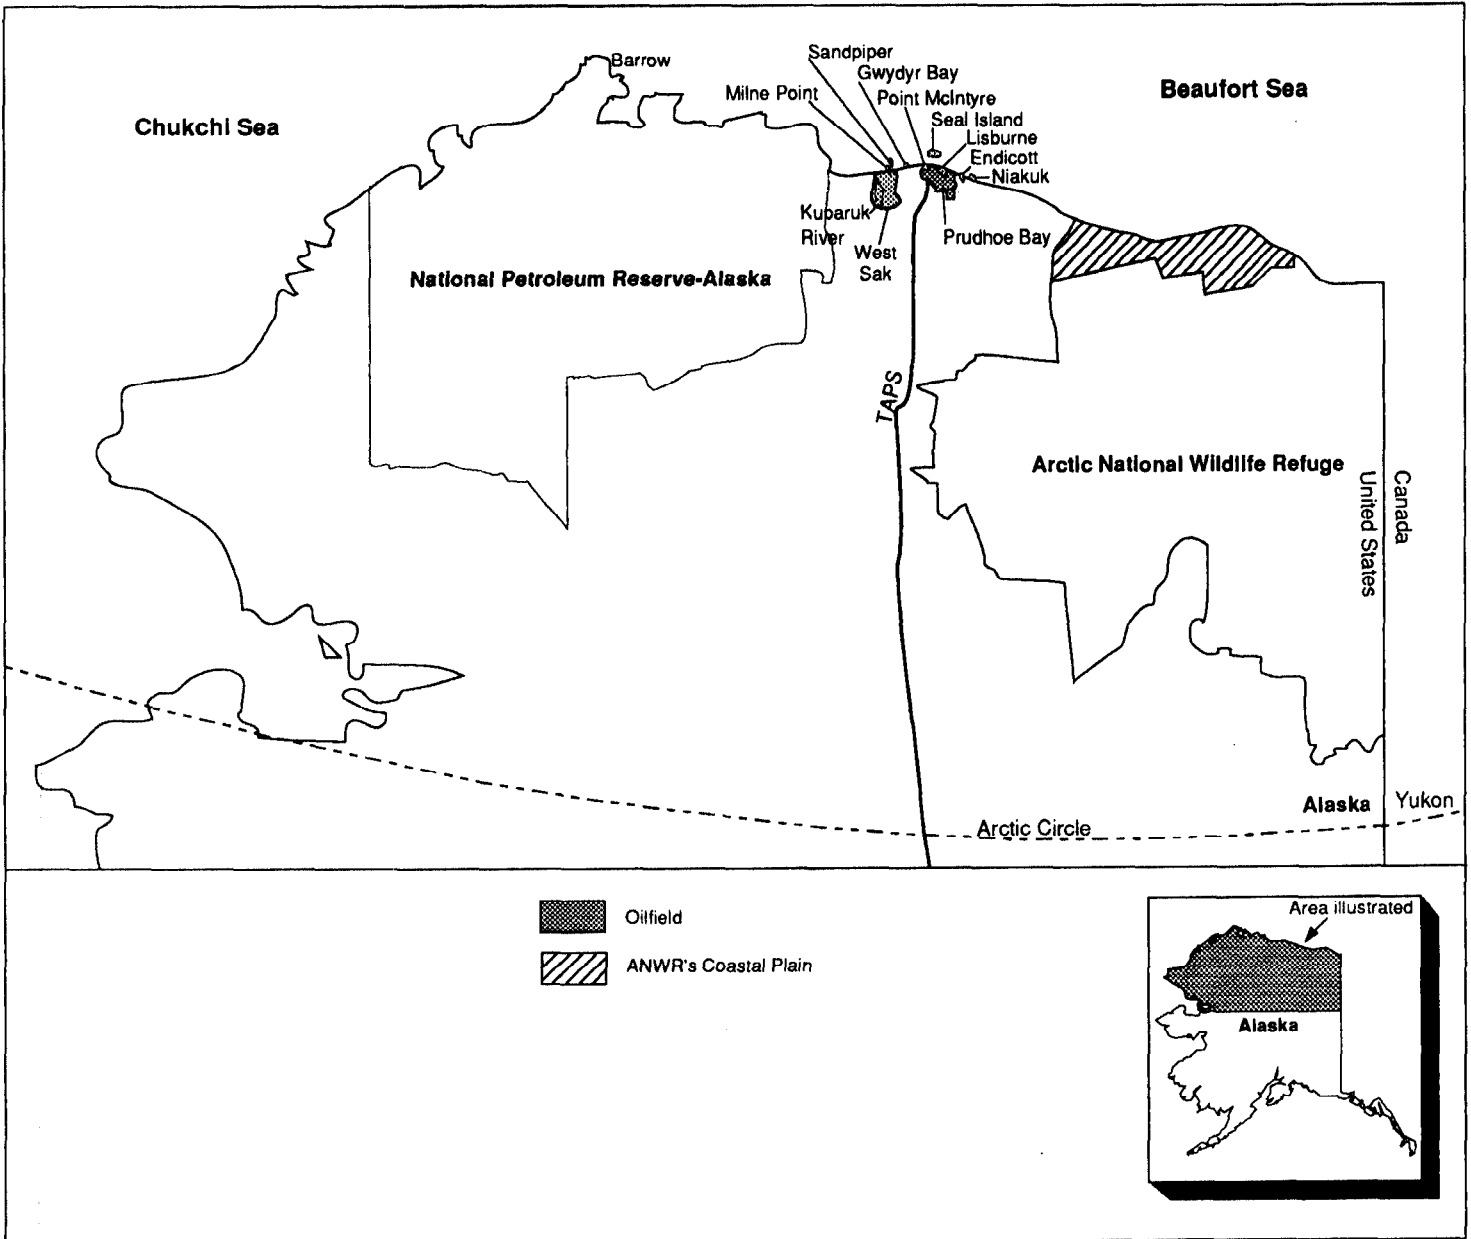 Sandpiper
Barrow
Gwydyr Bay
Beaufort Sea
Milne Point
Point McIntyre
Chukchi Sea
Seal Island
Lisburne
Endicott
Niakuk
Kuparuk
River
Prudhoe Bay
West
Sak
National Petroleum Reserve-Alaska
TAPS
Arctic National Wildlife Refuge
Canada
United States
Alaska
Yukon
Arctic Circle
Oilfield
ANWR's Coastal Plain
Area illustrated
Alaska